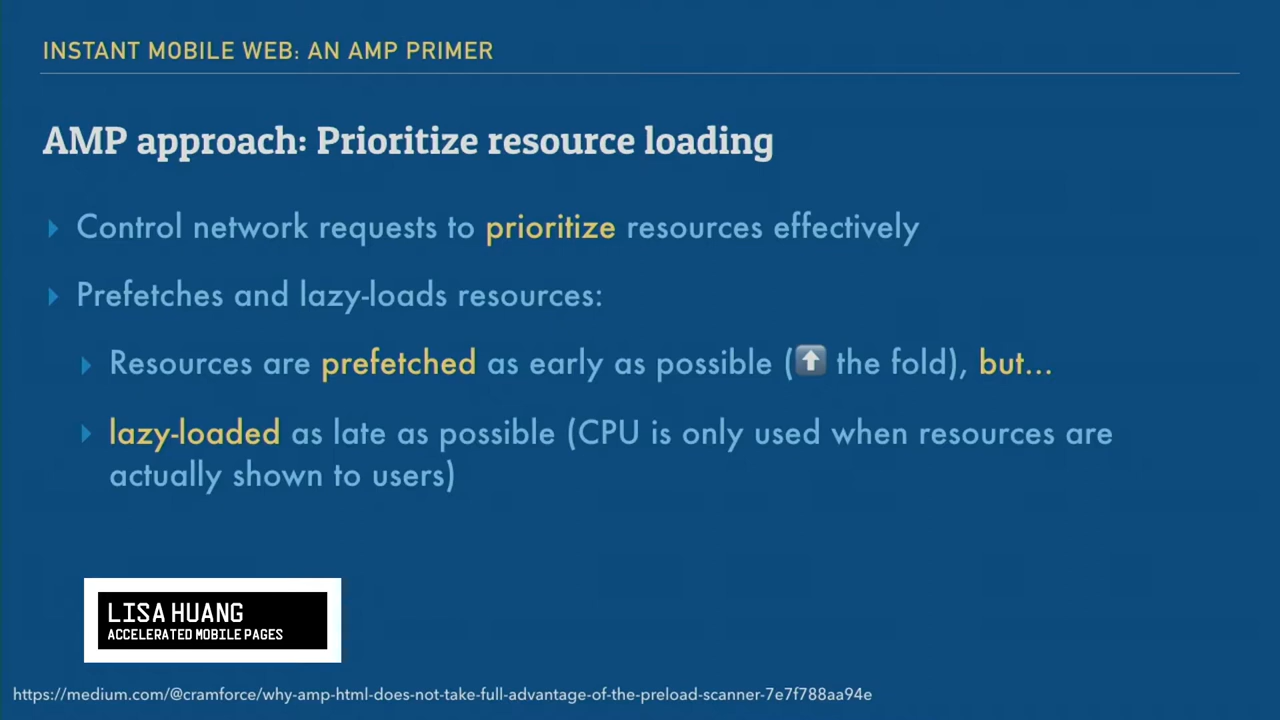 INSTANT MOBILE WEB: AN AMP PRIMER
AMP approach: Prioritize resource loading
Control network requests to prioritize resources effectively
Prefetches and lazy-loads resources:
Resources are prefetched as early as possible (⬆️ the fold), but...
lazy-loaded as late as possible (CPU is only used when resources are
actually shown to users)
LISA HUANG
ACCELERATED MOBILE PAGES
https://medium.com/@cramforce/why-amp-html-does-not-take-full-advantage-of-the-preload-scanner-7e7f788aa94e